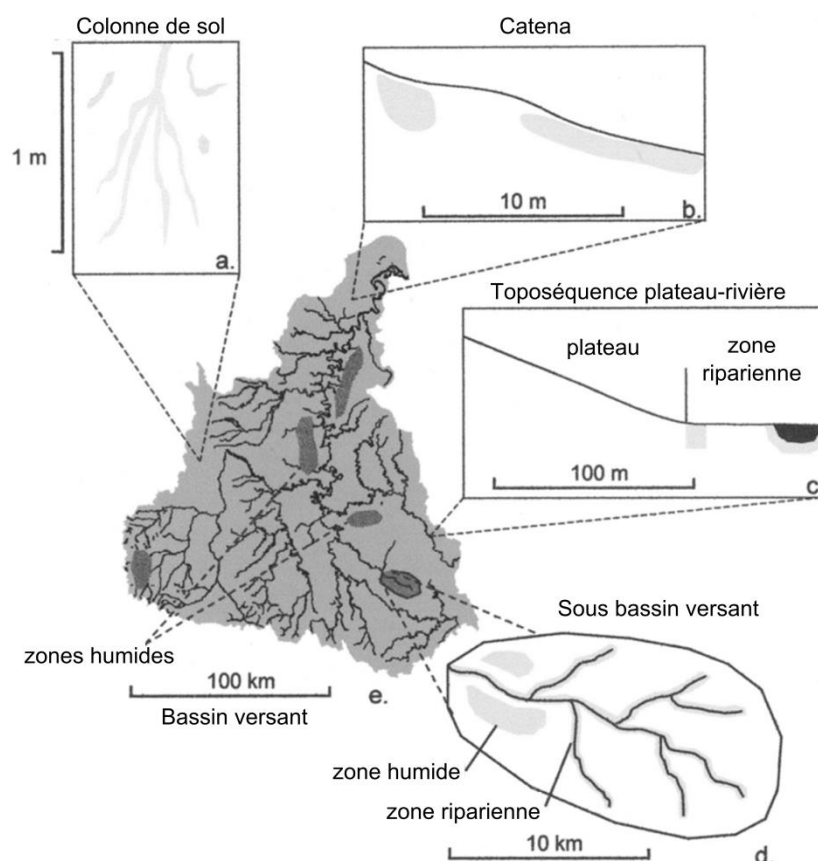 Colonne de sol
1 m
a.
Catena
10 m
b.
Toposéquence plateau-rivière
plateau
zone
riparienne
100 m
c
zones humides
100 km
e.
Bassin versant
Sous bassin versant
zone humide
zone riparienne
10 km
d.